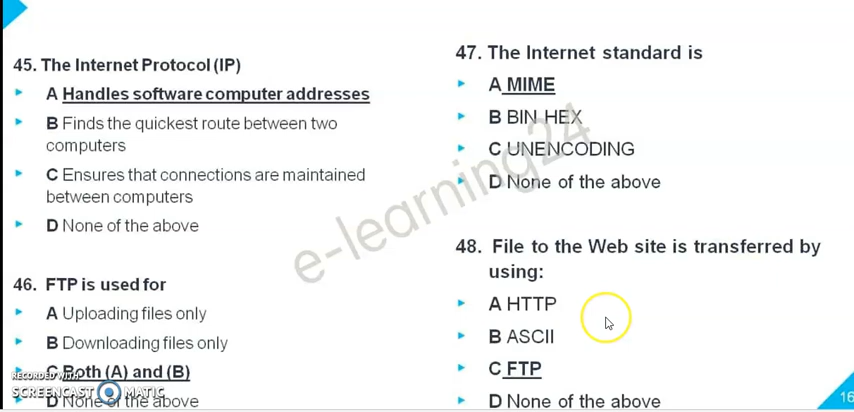 45. The Internet Protocol (IP)
A Handles software computer addresses
B Finds the quickest route between two
computers
C Ensures that connections are maintained
between computers
D None of the above
46. FTP is used for
A Uploading files only
B Downloading files only
C Both (A) and (B)
D None of the above
47. The Internet standard is
A MIME
B BIN HEX
C UNENCODING
D None of the above
48. File to the Web site is transferred by
using:
A HTTP
B ASCII
C FTP
D None of the above
e-learning24
RECORDED WITH
SCREENCAST MATIC
16